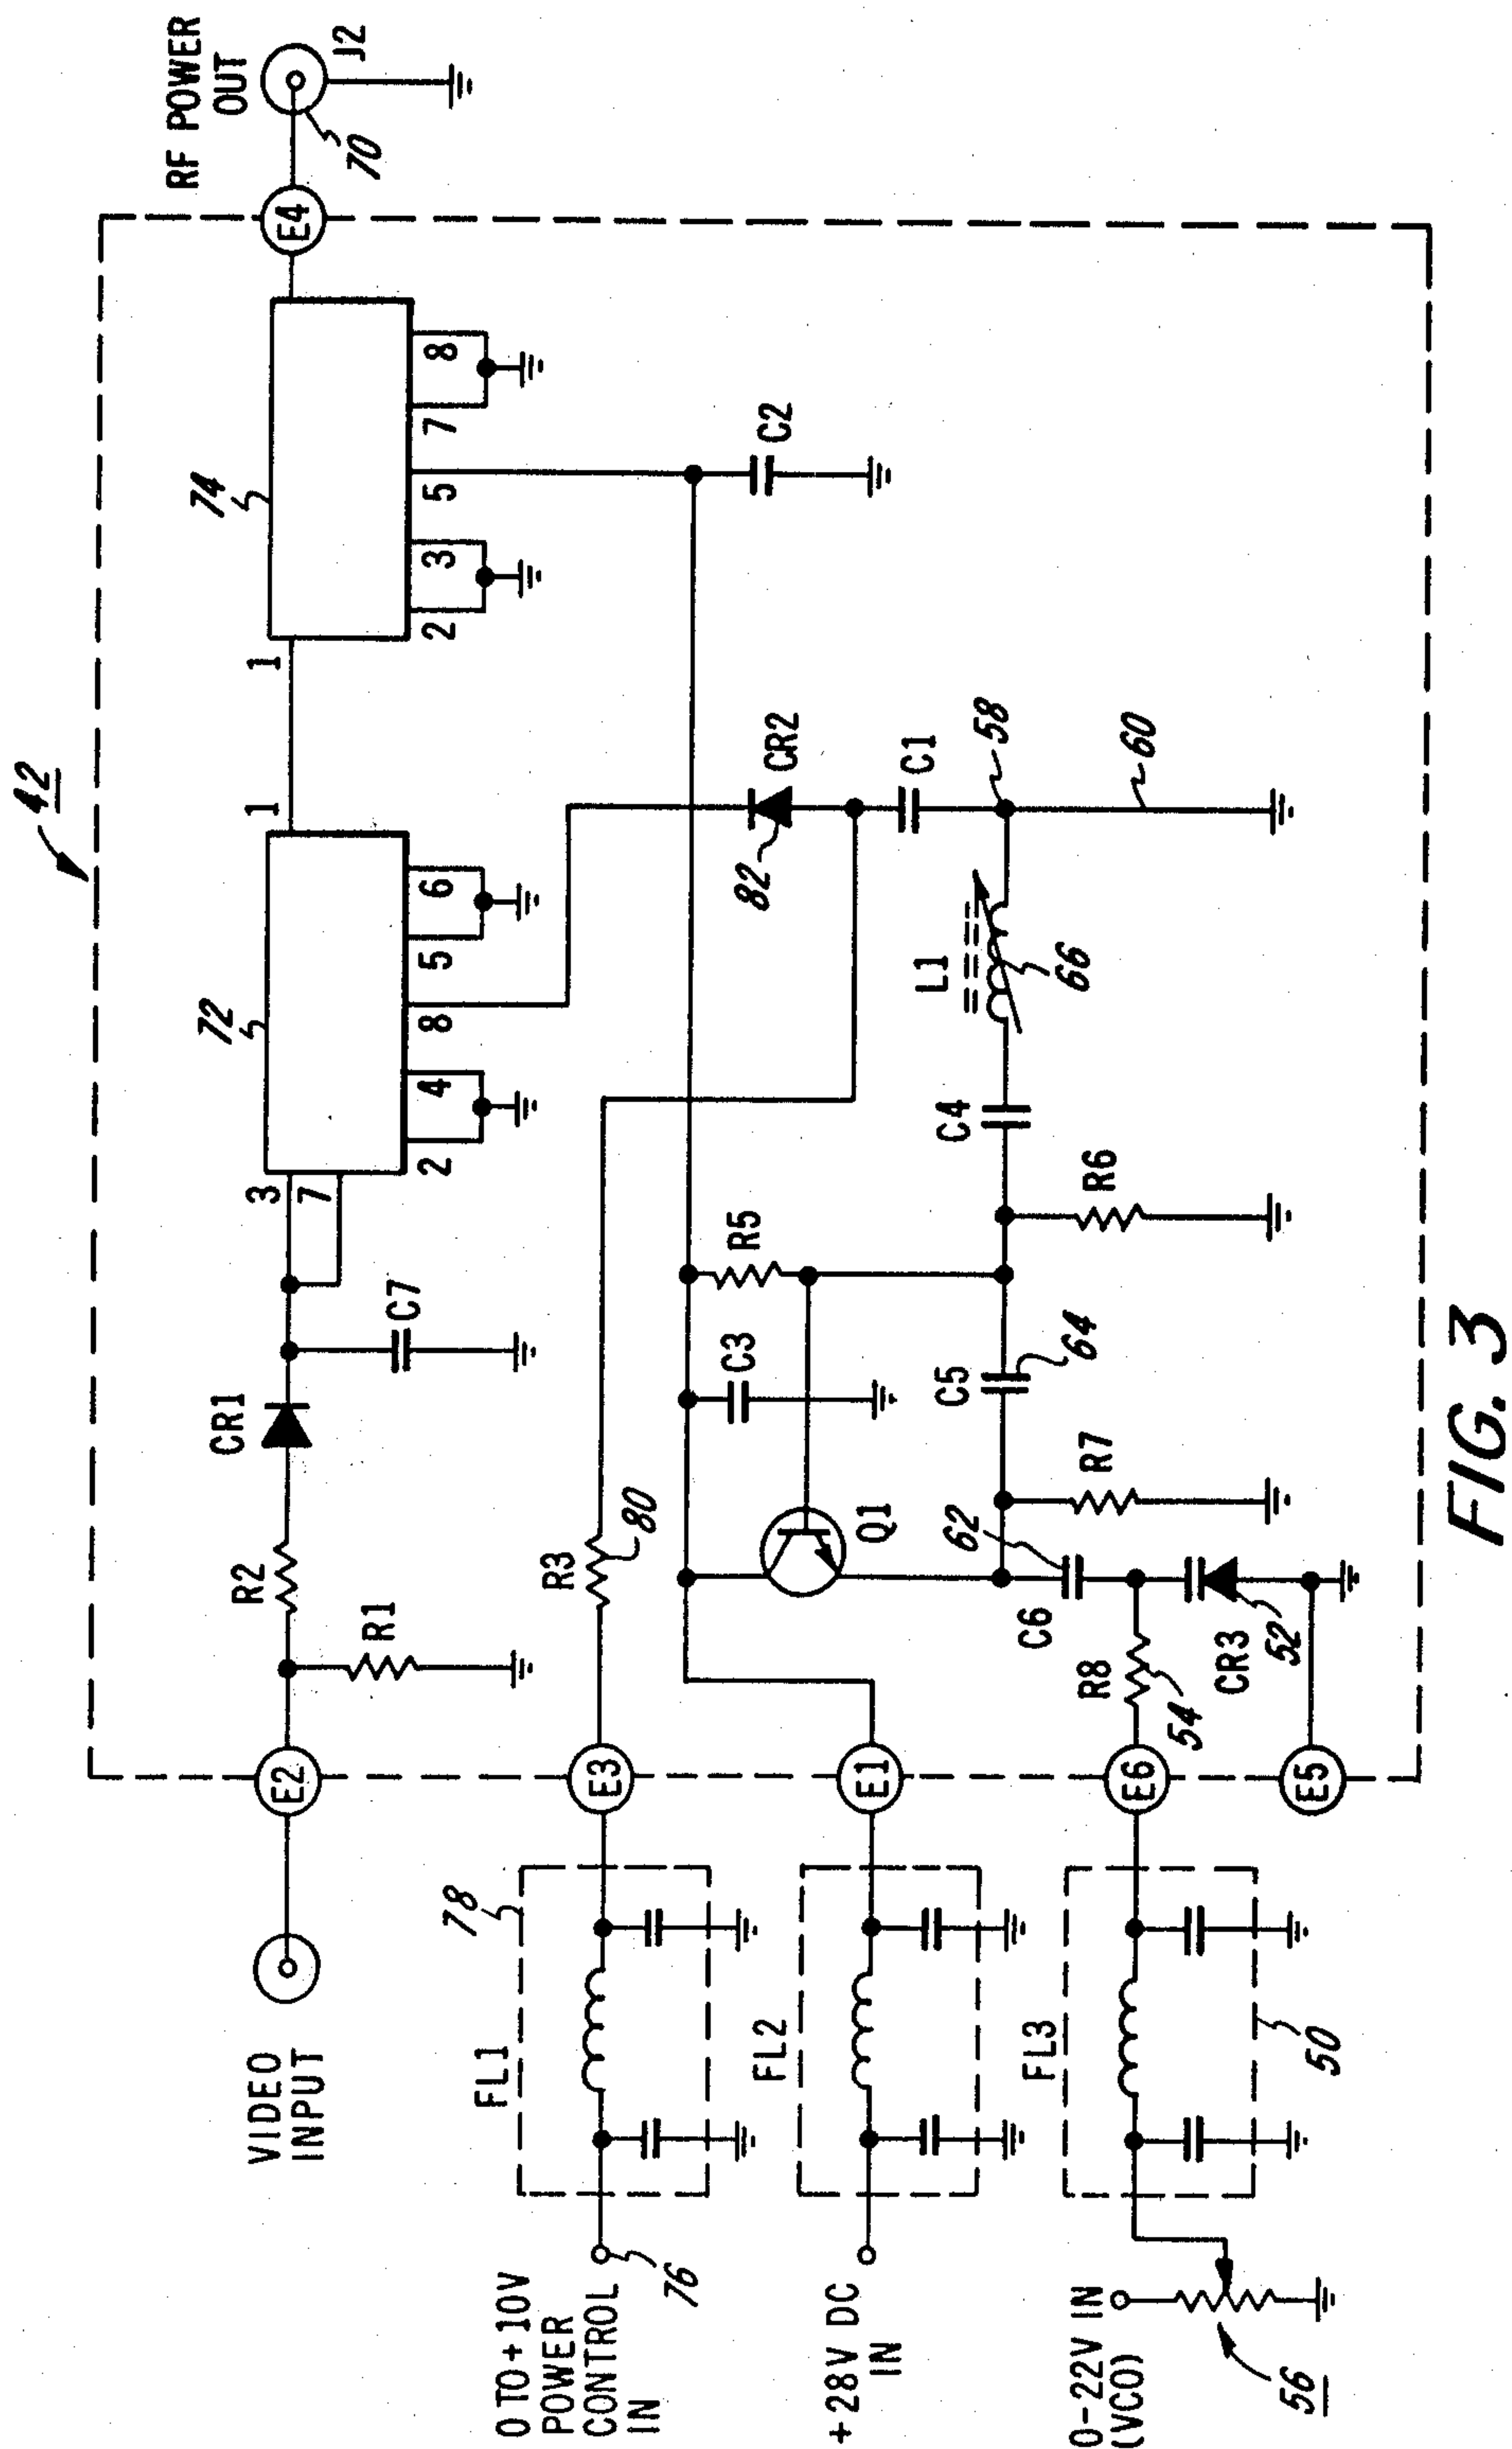 42
VIDEO
INPUT
E2
R1
R2
CR1
C7
3
7
72
2
4
8
5
6
1
1
74
2
3
5
7
8
E4
RF POWER
OUT
J2
70
0 TO +10V
POWER
CONTROL
IN
76
FL1
78
E3
R3
80
CR2
82
C1
C2
+28V DC
IN
FL2
E1
C3
R5
Q1
0-22V IN
(VCO)
56
FL3
50
E6
E5
R8
54
C6
62
CR3
52
R7
C5
64
R6
C4
L1
66
58
60
FIG. 3